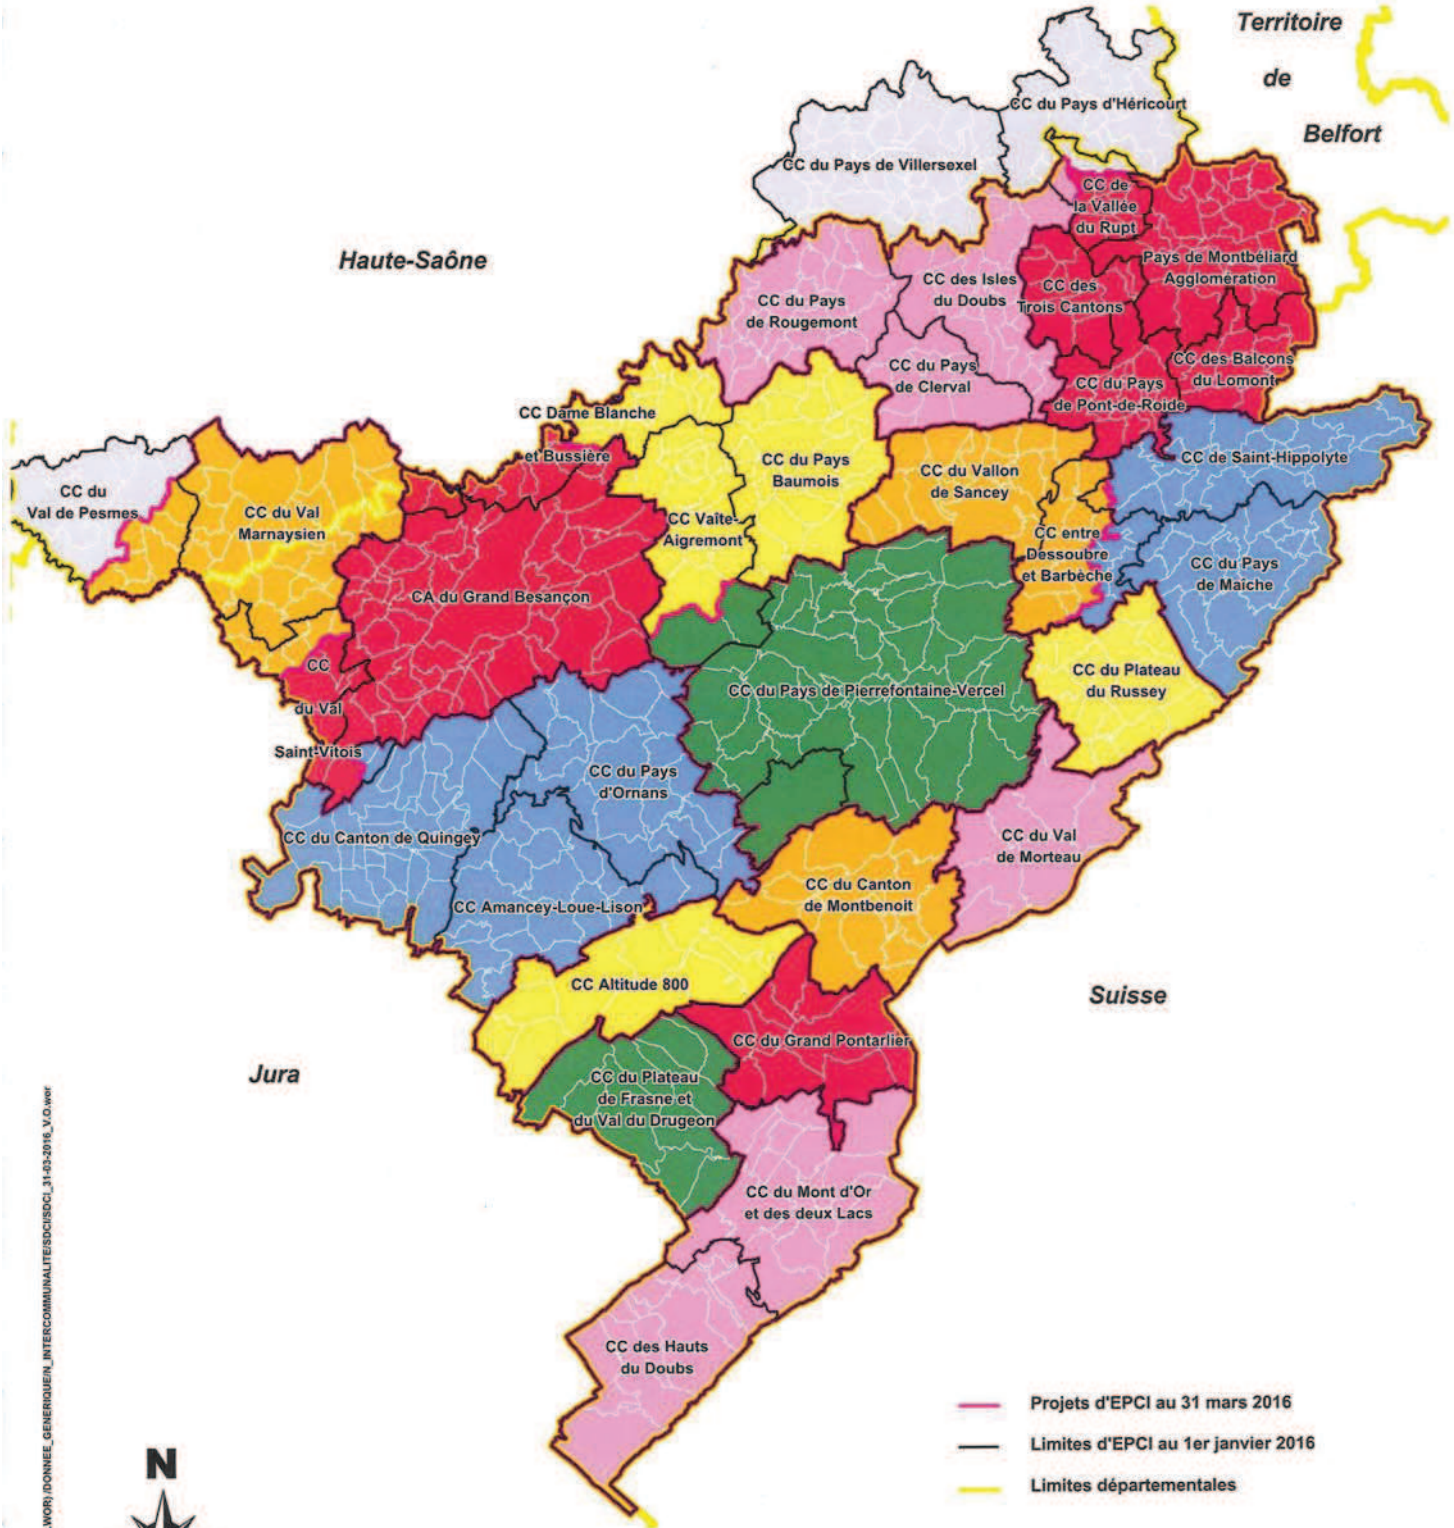 Territoire
de
Belfort
CC du Pays d'Héricourt
CC du Pays de Villersexel
CC de
la Vallée
du Rupt
Haute-Saône
Pays de Montbéliard
Agglomération
CC des Isles
du Doubs
CC des
Trois Cantons
CC du Pays
de Rougemont
CC du Pays
de Clerval
CC des Balcons
du Lomont
CC du Pays
de Pont-de-Roide
CC Dame Blanche
et Bussière
CC du Pays
Baumois
CC du Vallon
de Sancey
CC de Saint-Hippolyte
CC du
Val de Pesmes
CC du Val
Marnaysien
CC Vaîte-
Aigremont
CC entre
Dessoubre
et Barbèche
CC du Pays
de Maiche
CA du Grand Besançon
CC
du Val
Saint-Vitois
CC du Pays de Pierrefontaine-Vercel
CC du Plateau
du Russey
CC du Pays
d'Ornans
CC du Canton de Quingey
CC du Val
de Morteau
CC du Canton
de Montbenoit
CC Amancey-Loue-Lison
CC Altitude 800
Suisse
CC du Grand Pontarlier
Jura
CC du Plateau
de Frasne et
du Val du Drugeon
CC du Mont d'Or
et des deux Lacs
CC des Hauts
du Doubs
Projets d'EPCI au 31 mars 2016
Limites d'EPCI au 1er janvier 2016
Limites départementales
N
.WOR) /DONNEE_GENERIQUE/N_INTERCOMMUNALITE/SDCI/SDCI_31-03-2016_V.O.wor